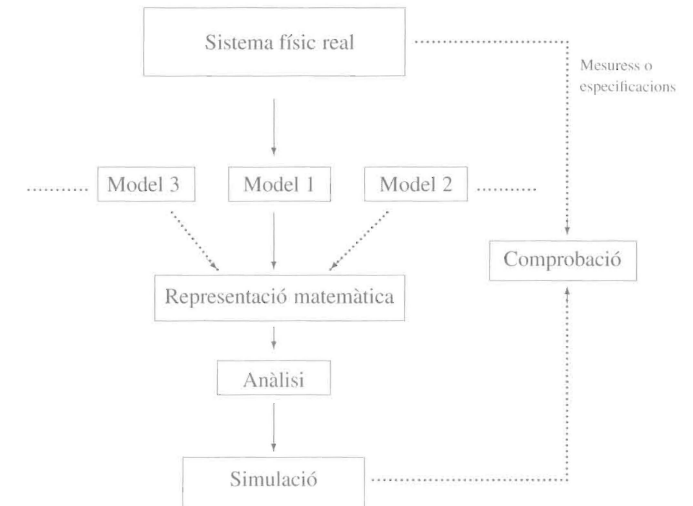 Sistema físic real
Mesuress o
especificacions
Model 3
Model 1
Model 2
Comprobació
Representació matemàtica
Anàlisi
Simulació